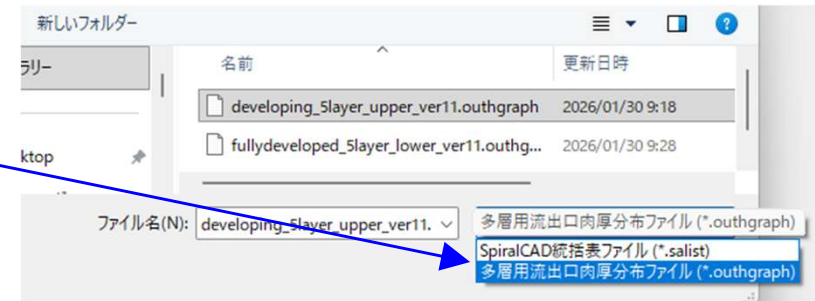 新しいフォルダー
ラリー
名前
更新日時
developing_5layer_upper_ver11.outhgraph
2026/01/30 9:18
fullydeveloped_5layer_lower_ver11.outhg...
2026/01/30 9:28
ktop
ファイル名(N):
developing_5layer_upper_ver11.
多層用流出口肉厚分布ファイル (*.outhgraph)
SpiralCAD統括表ファイル (*.salist)
多層用流出口肉厚分布ファイル (*.outhgraph)